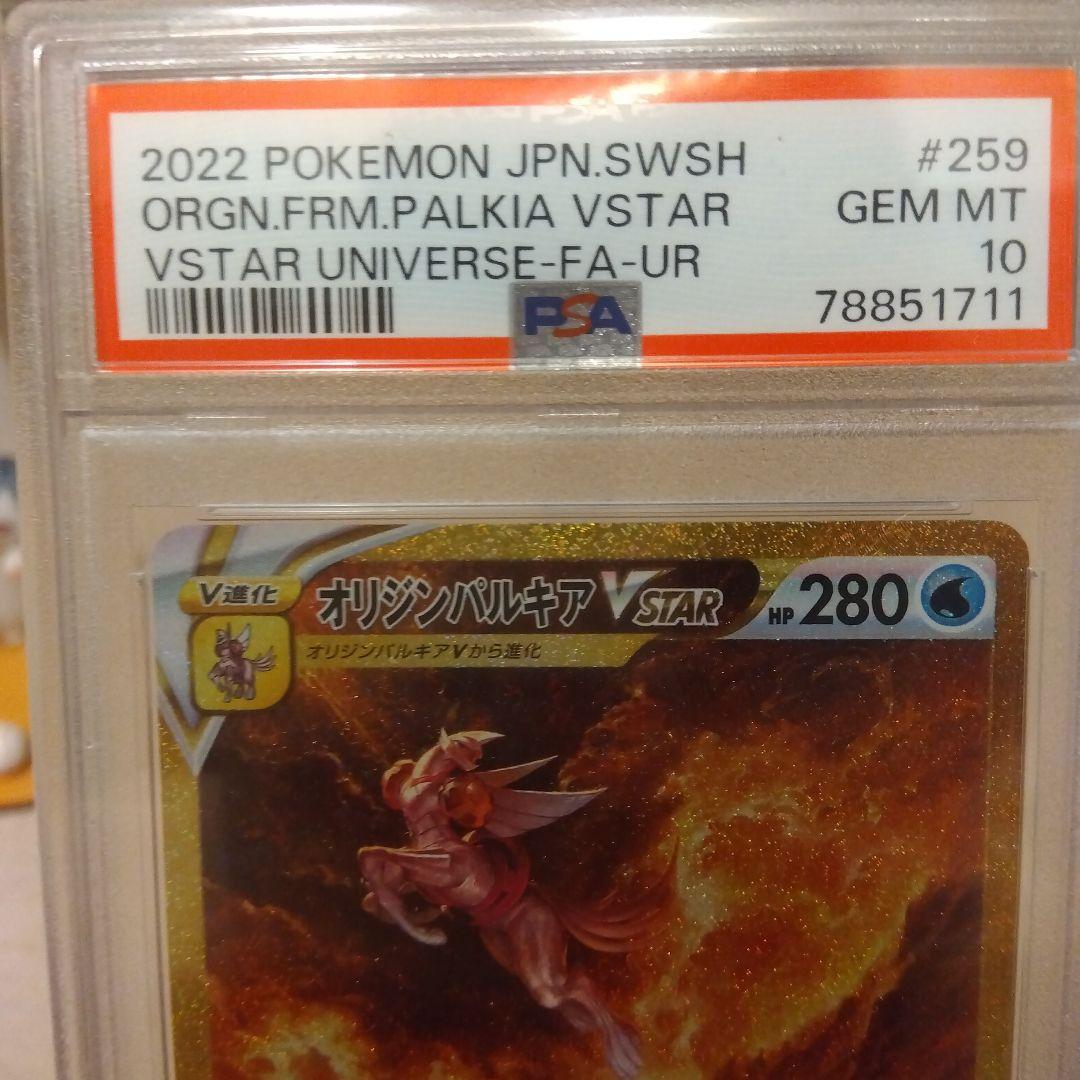 2022 POKEMON JPN.SWSH #259
ORGN.FRM.PALKIA VSTAR GEM MT
VSTAR UNIVERSE-FA-UR 10
78851711
PSA
V進化 オリジンパルキア VSTAR HP 280
オリジンパルキアVから進化